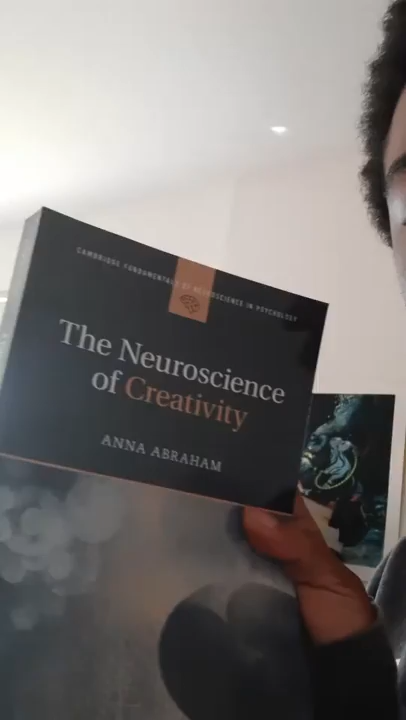 CAMBRIDGE FUNDAMENTALS OF NEUROSCIENCE IN PSYCHOLOGY
The Neuroscience
of Creativity
ANNA ABRAHAM